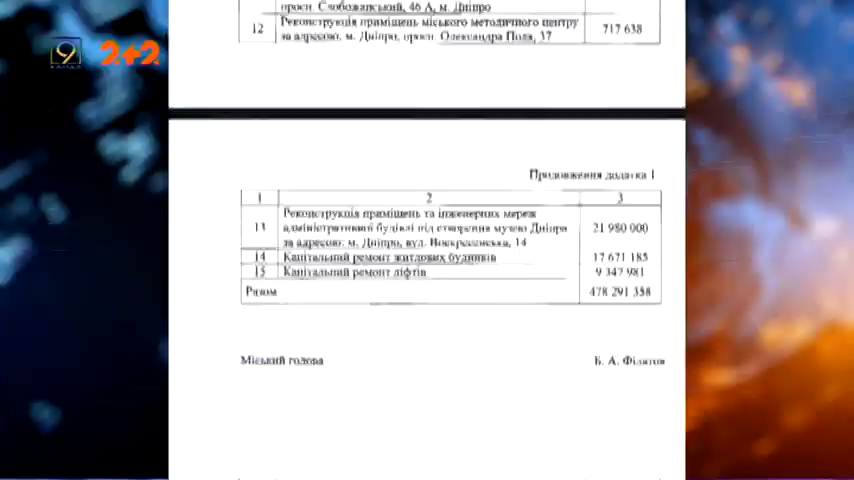 просп. Слобожанський, 46 А, м. Дніпро
12 Реконструкція приміщень міського методичного центру 717 638
за адресою: м. Дніпро, просп. Олександра Поля, 37
9 2+2
КАНАЛ
Продовження додатка 1
1 2 3
Реконструкція приміщень та інженерних мереж
13 адміністративної будівлі під створення музею Дніпра 21 980 000
за адресою: м. Дніпро, вул. Воскресенська, 14
14 Капітальний ремонт житлових будинків 17 671 185
15 Капітальний ремонт ліфтів 9 347 981
Разом 478 291 358
Міський голова Б. А. Філатов